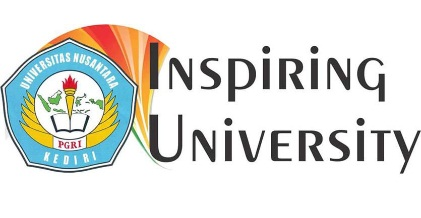 UNIVERSITAS NUSANTARA
PGRI
KEDIRI
INSPIRING
UNIVERSITY